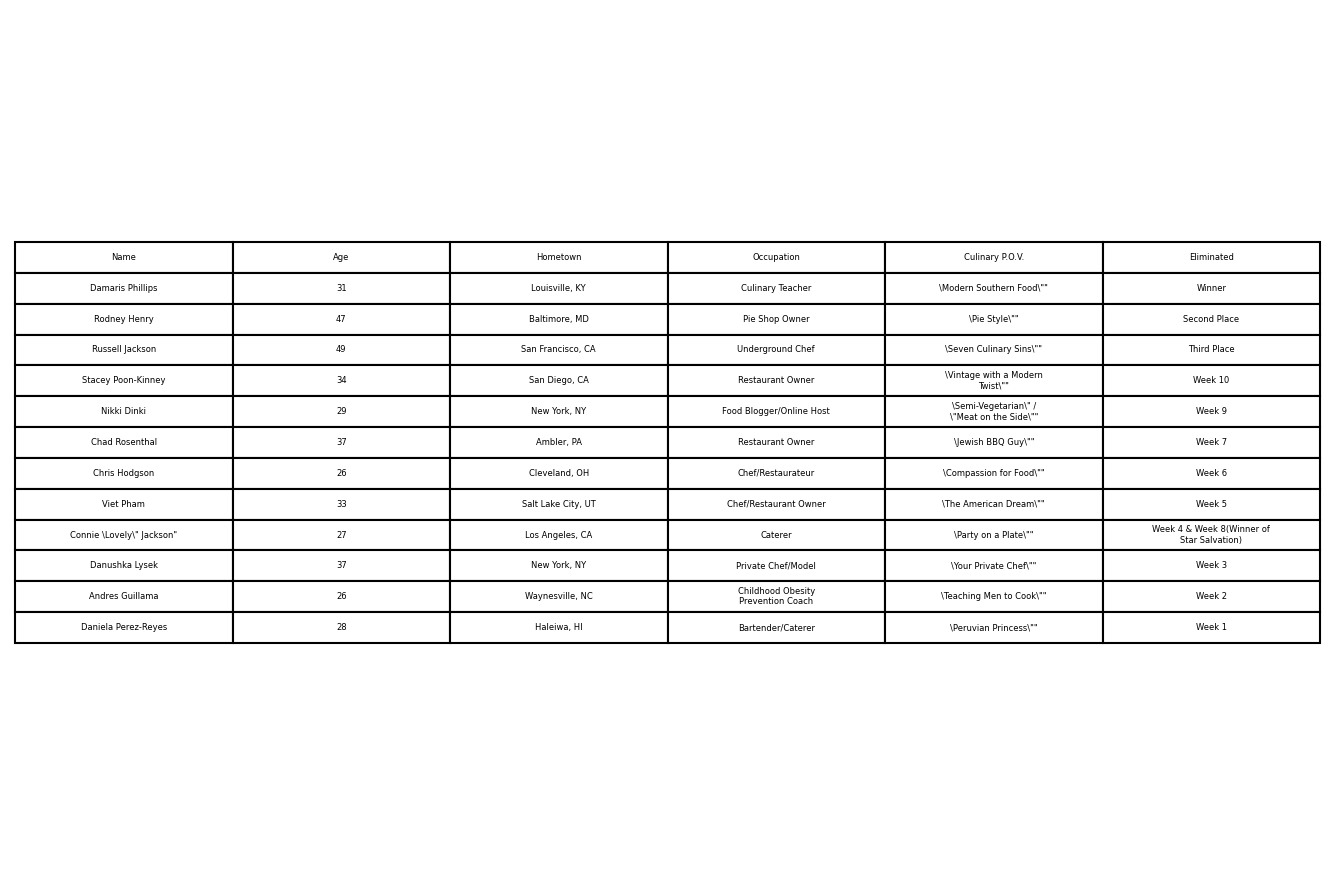 Name Age Hometown Occupation Culinary P.O.V. Eliminated
Damaris Phillips 31 Louisville, KY Culinary Teacher \Modern Southern Food\"" Winner
Rodney Henry 47 Baltimore, MD Pie Shop Owner \Pie Style\"" Second Place
Russell Jackson 49 San Francisco, CA Underground Chef \Seven Culinary Sins\"" Third Place
Stacey Poon-Kinney 34 San Diego, CA Restaurant Owner \Vintage with a Modern
Twist\"" Week 10
Nikki Dinki 29 New York, NY Food Blogger/Online Host \Semi-Vegetarian\" /
\"Meat on the Side\"" Week 9
Chad Rosenthal 37 Ambler, PA Restaurant Owner \Jewish BBQ Guy\"" Week 7
Chris Hodgson 26 Cleveland, OH Chef/Restaurateur \Compassion for Food\"" Week 6
Viet Pham 33 Salt Lake City, UT Chef/Restaurant Owner \The American Dream\"" Week 5
Connie \Lovely\" Jackson" 27 Los Angeles, CA Caterer \Party on a Plate\"" Week 4 & Week 8(Winner of
Star Salvation)
Danushka Lysek 37 New York, NY Private Chef/Model \Your Private Chef\"" Week 3
Andres Guillama 26 Waynesville, NC Childhood Obesity
Prevention Coach \Teaching Men to Cook\"" Week 2
Daniela Perez-Reyes 28 Haleiwa, HI Bartender/Caterer \Peruvian Princess\"" Week 1